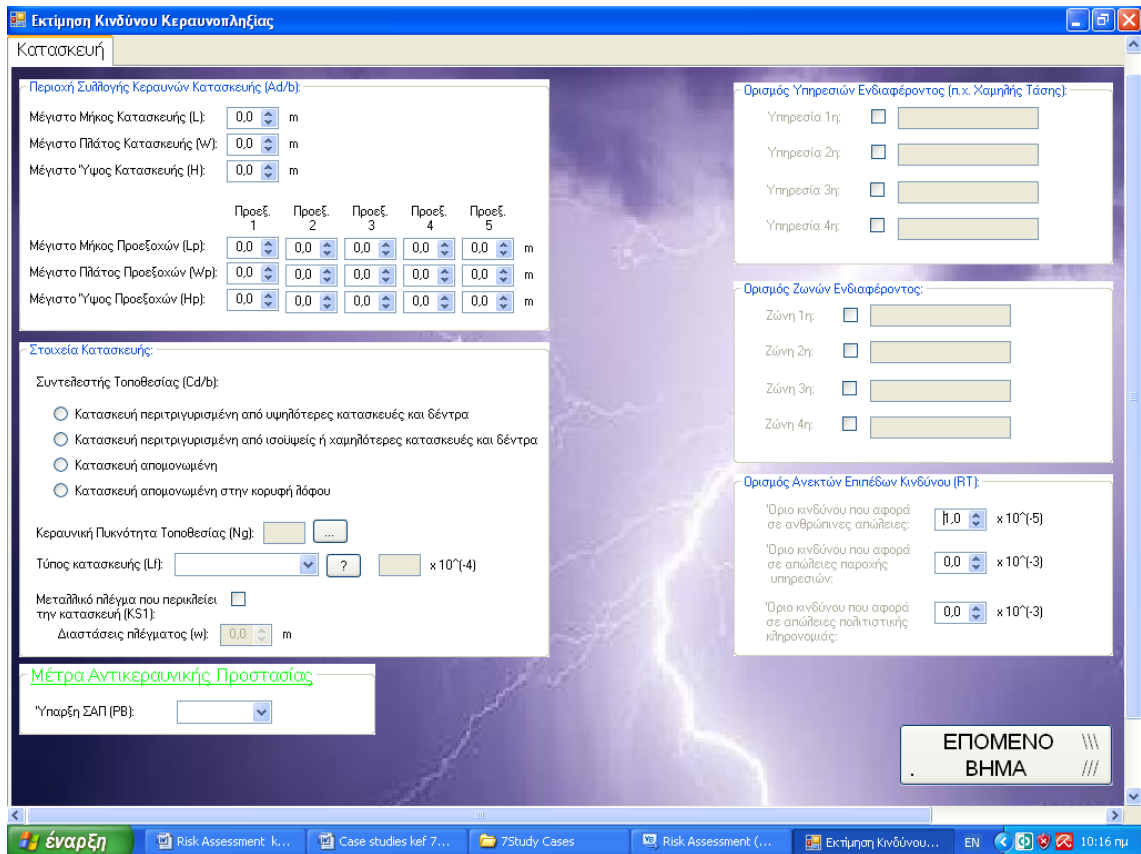 Εκτίμηση Κινδύνου Κεραυνοπληξίας
Κατασκευή
Περιοχή Συλλογής Κεραυνών Κατασκευής (Ad/b):
Μέγιστο Μήκος Κατασκευής (L): 0,0 m
Μέγιστο Πλάτος Κατασκευής (W): 0,0 m
Μέγιστο Ύψος Κατασκευής (H): 0,0 m
Προεξ. 1 Προεξ. 2 Προεξ. 3 Προεξ. 4 Προεξ. 5
Μέγιστο Μήκος Προεξοχών (Lp): 0,0 0,0 0,0 0,0 0,0 m
Μέγιστο Πλάτος Προεξοχών (Wp): 0,0 0,0 0,0 0,0 0,0 m
Μέγιστο Ύψος Προεξοχών (Hp): 0,0 0,0 0,0 0,0 0,0 m
Στοιχεία Κατασκευής:
Συντελεστής Τοποθεσίας (Cd/b):
Κατασκευή περιτριγυρισμένη από υψηλότερες κατασκευές και δέντρα
Κατασκευή περιτριγυρισμένη από ισοϋψείς ή χαμηλότερες κατασκευές και δέντρα
Κατασκευή απομονωμένη
Κατασκευή απομονωμένη στην κορυφή λόφου
Κεραυνική Πυκνότητα Τοποθεσίας (Ng): ...
Τύπος κατασκευής (Lf): ? x 10^(-4)
Μεταλλικό πλέγμα που περικλείει
την κατασκευή (KS1):
Διαστάσεις πλέγματος (w): 0,0 m
Μέτρα Αντικεραυνικής Προστασίας
Ύπαρξη ΣΑΠ (PB):
Ορισμός Υπηρεσιών Ενδιαφέροντος (π.χ. Χαμηλής Τάσης):
Υπηρεσία 1η:
Υπηρεσία 2η:
Υπηρεσία 3η:
Υπηρεσία 4η:
Ορισμός Ζωνών Ενδιαφέροντος:
Ζώνη 1η:
Ζώνη 2η:
Ζώνη 3η:
Ζώνη 4η:
Ορισμός Ανεκτών Επιπέδων Κινδύνου (RT):
Όριο κινδύνου που αφορά
σε ανθρώπινες απώλειες: 1,0 x 10^(-5)
Όριο κινδύνου που αφορά
σε απώλειες παροχής
υπηρεσιών: 0,0 x 10^(-3)
Όριο κινδύνου που αφορά
σε απώλειες πολιτιστικής
κληρονομιάς: 0,0 x 10^(-3)
ΕΠΟΜΕΝΟ \\\
. ΒΗΜΑ ///
έναρξη Risk Assessment κ... Case studies kef 7... 7Study Cases Risk Assessment (... Εκτίμηση Κινδύνου... EN 10:16 πμ